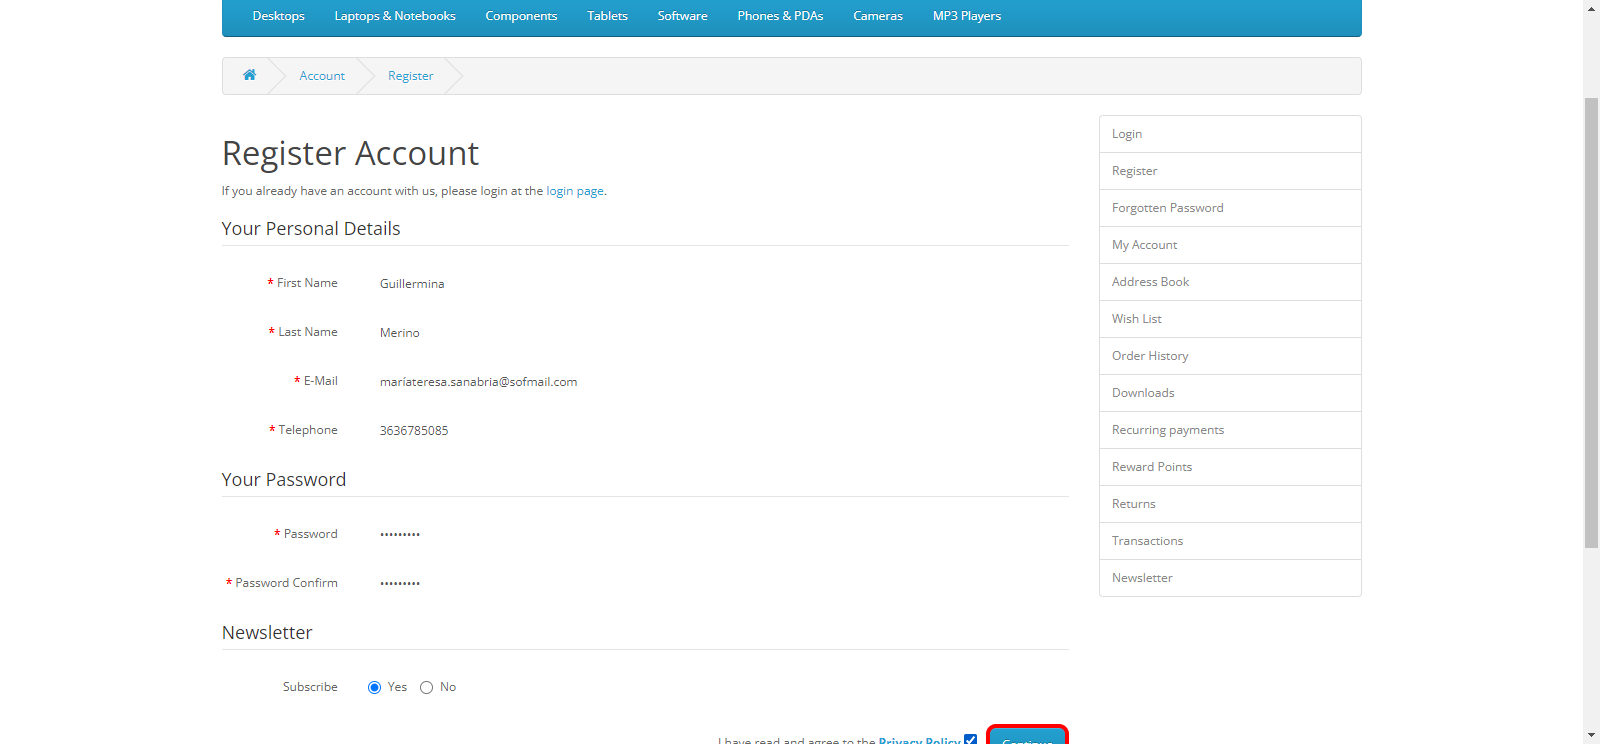 Desktops Laptops & Notebooks Components Tablets Software Phones & PDAs Cameras MP3 Players
Account Register
Register Account
If you already have an account with us, please login at the login page.
Your Personal Details
* First Name Guillermina
* Last Name Merino
* E-Mail maríateresa.sanabria@sofmail.com
* Telephone 3636785085
Your Password
* Password •••••••••
* Password Confirm •••••••••
Newsletter
Subscribe Yes No
I have read and agree to the Privacy Policy
Continue
Login
Register
Forgotten Password
My Account
Address Book
Wish List
Order History
Downloads
Recurring payments
Reward Points
Returns
Transactions
Newsletter